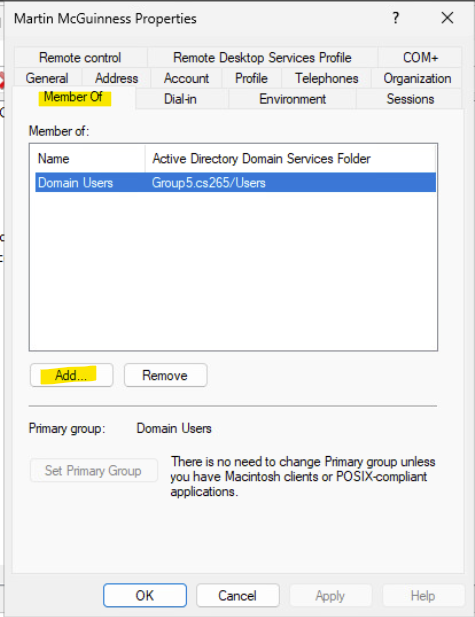 Martin McGuinness Properties
? ×
Remote control Remote Desktop Services Profile COM+
General Address Account Profile Telephones Organization
Member Of Dial-in Environment Sessions
Member of:
Name Active Directory Domain Services Folder
Domain Users Group5.cs265/Users
Add... Remove
Primary group: Domain Users
Set Primary Group
There is no need to change Primary group unless
you have Macintosh clients or POSIX-compliant
applications.
OK Cancel Apply Help